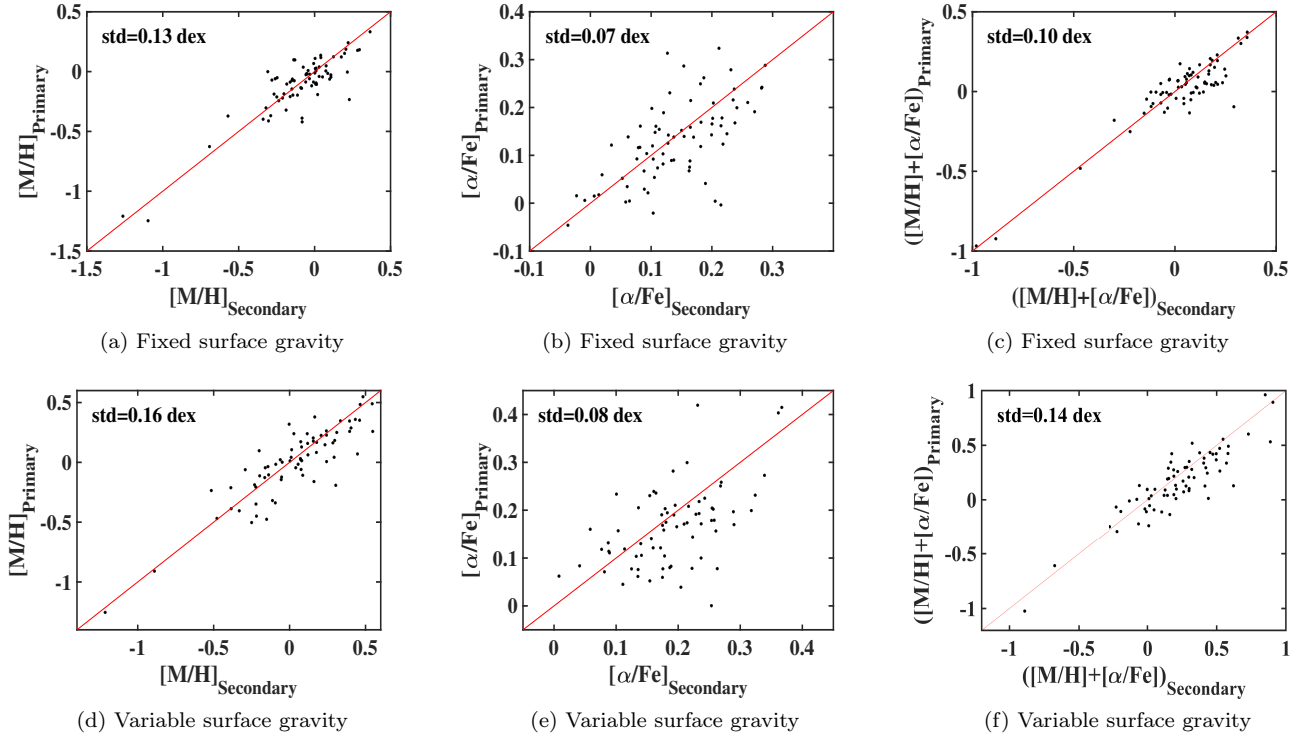 std=0.13 dex
[M/H]Primary
0.5
0
-0.5
-1
-1.5
-1.5 -1 -0.5 0 0.5
[M/H]Secondary
(a) Fixed surface gravity
std=0.07 dex
[α/Fe]Primary
0.4
0.3
0.2
0.1
0
-0.1
-0.1 0 0.1 0.2 0.3
[α/Fe]Secondary
(b) Fixed surface gravity
std=0.10 dex
([M/H]+[α/Fe])Primary
0.5
0
-0.5
-1
-1 -0.5 0 0.5
([M/H]+[α/Fe])Secondary
(c) Fixed surface gravity
std=0.16 dex
[M/H]Primary
0.5
0
-0.5
-1
-1 -0.5 0 0.5
[M/H]Secondary
(d) Variable surface gravity
std=0.08 dex
[α/Fe]Primary
0.4
0.3
0.2
0.1
0
0 0.1 0.2 0.3 0.4
[α/Fe]Secondary
(e) Variable surface gravity
std=0.14 dex
([M/H]+[α/Fe])Primary
1
0.5
0
-0.5
-1
-1 -0.5 0 0.5 1
([M/H]+[α/Fe])Secondary
(f) Variable surface gravity